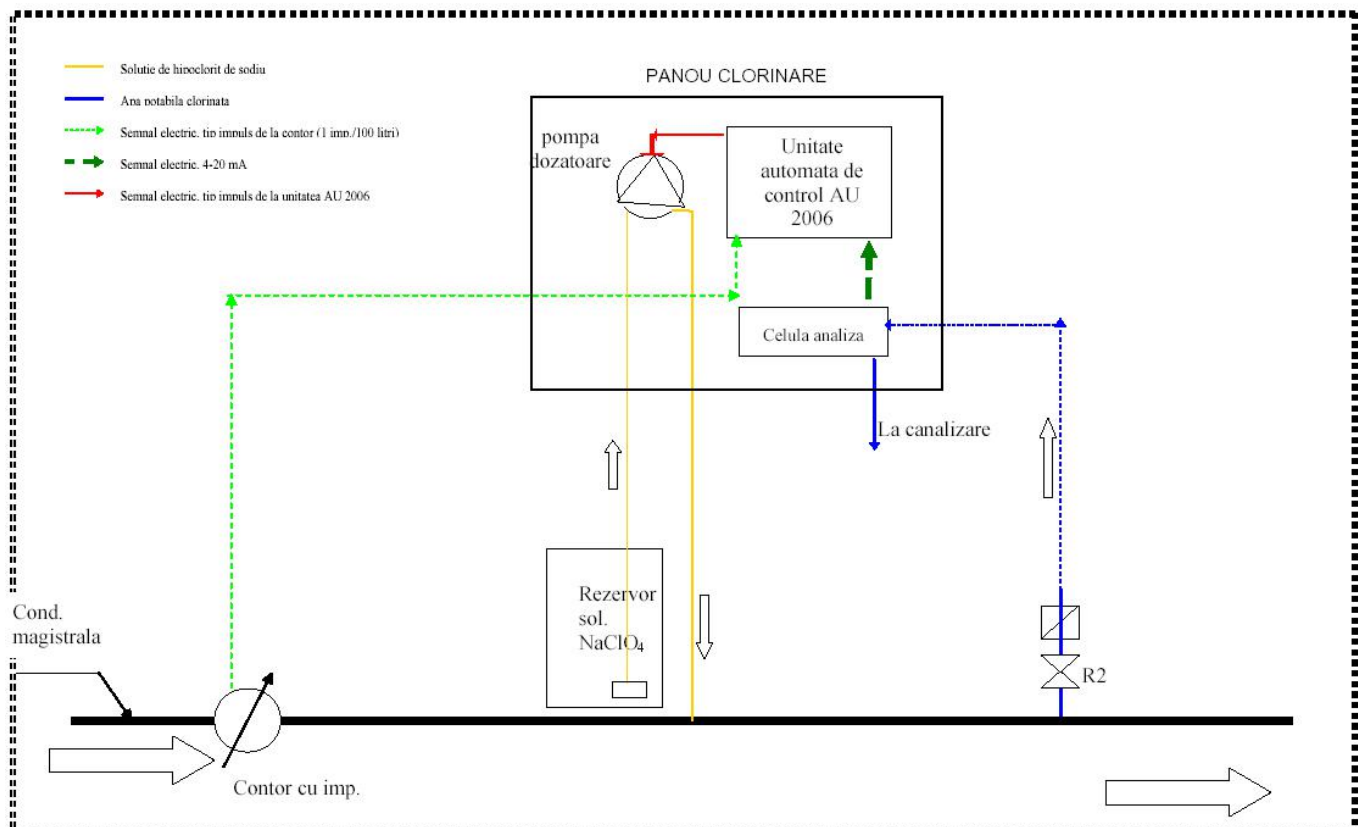 Solutie de hipoclorit de sodiu
Apa potabila clorinata
Semnal electric. tip impuls de la contor (1 imp./100 litri)
Semnal electric. 4-20 mA
Semnal electric. tip impuls de la unitatea AU 2006
PANOU CLORINARE
pompa
dozatoare
Unitate
automata de
control AU
2006
Celula analiza
La canalizare
Rezervor
sol.
NaClO₄
Cond.
magistrala
R2
Contor cu imp.